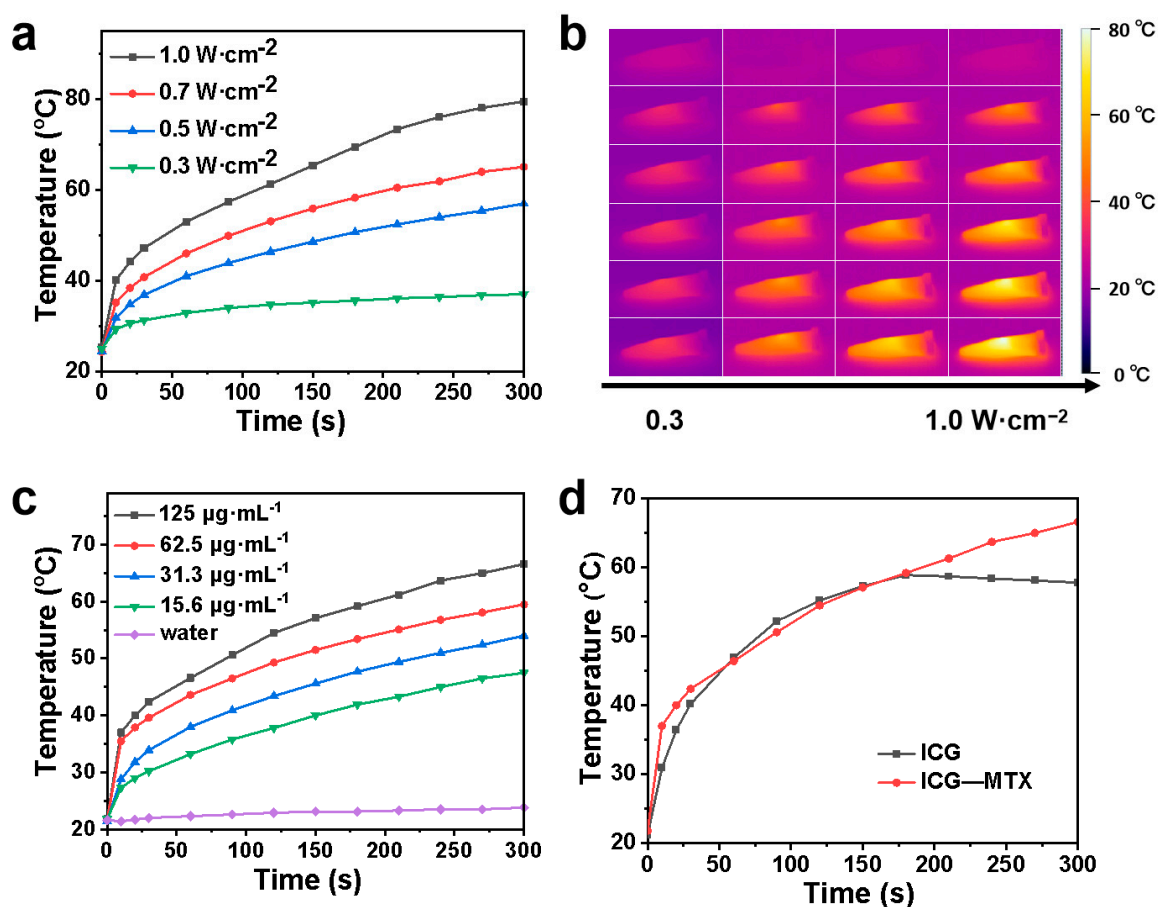 a
1.0 W·cm⁻²
0.7 W·cm⁻²
0.5 W·cm⁻²
0.3 W·cm⁻²
Temperature (°C)
80
60
40
20
0 50 100 150 200 250 300
Time (s)
b
80 °C
60 °C
40 °C
20 °C
0 °C
0.3 1.0 W·cm⁻²
c
125 µg·mL⁻¹
62.5 µg·mL⁻¹
31.3 µg·mL⁻¹
15.6 µg·mL⁻¹
water
Temperature (°C)
70
60
50
40
30
20
0 50 100 150 200 250 300
Time (s)
d
Temperature (°C)
70
60
50
40
30
20
ICG
ICG—MTX
0 50 100 150 200 250 300
Time (s)